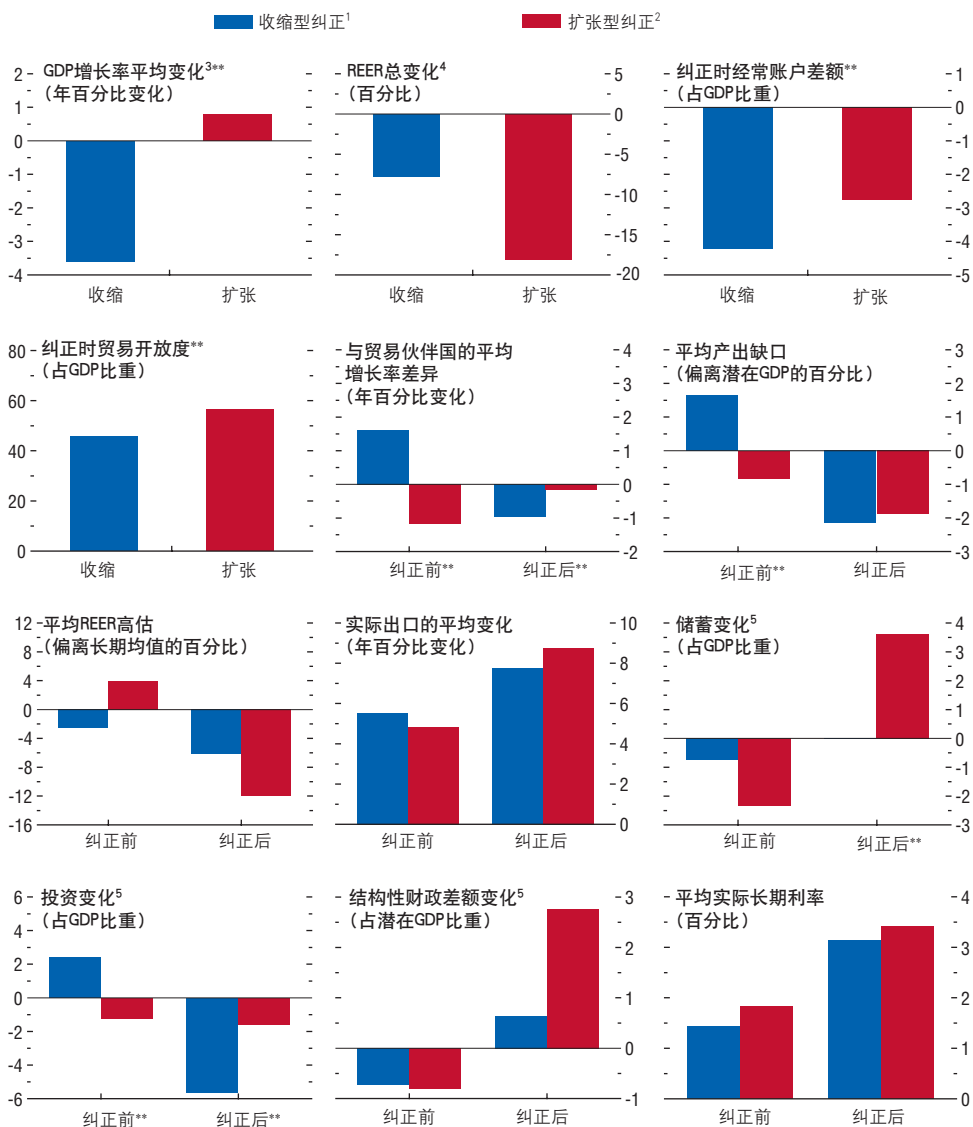 收缩型纠正¹ 扩张型纠正²
GDP增长率平均变化³**
（年百分比变化）
2
1
0
-1
-2
-3
-4
收缩 扩张
REER总变化⁴
（百分比）
5
0
-5
-10
-15
-20
收缩 扩张
纠正时经常账户差额**
（占GDP比重）
1
0
-1
-2
-3
-4
-5
收缩 扩张
纠正时贸易开放度**
（占GDP比重）
80
60
40
20
0
收缩 扩张
与贸易伙伴国的平均
增长率差异
（年百分比变化）
4
3
2
1
0
-1
-2
纠正前** 纠正后**
平均产出缺口
（偏离潜在GDP的百分比）
3
2
1
0
-1
-2
-3
纠正前** 纠正后
平均REER高估
（偏离长期均值的百分比）
12
8
4
0
-4
-8
-12
-16
纠正前 纠正后
实际出口的平均变化
（年百分比变化）
10
8
6
4
2
0
纠正前 纠正后
储蓄变化⁵
（占GDP比重）
4
3
2
1
0
-1
-2
-3
纠正前 纠正后**
投资变化⁵
（占GDP比重）
6
4
2
0
-2
-4
-6
纠正前** 纠正后**
结构性财政差额变化⁵
（占潜在GDP比重）
3
2
1
0
-1
纠正前 纠正后
平均实际长期利率
（百分比）
4
3
2
1
0
纠正前 纠正后